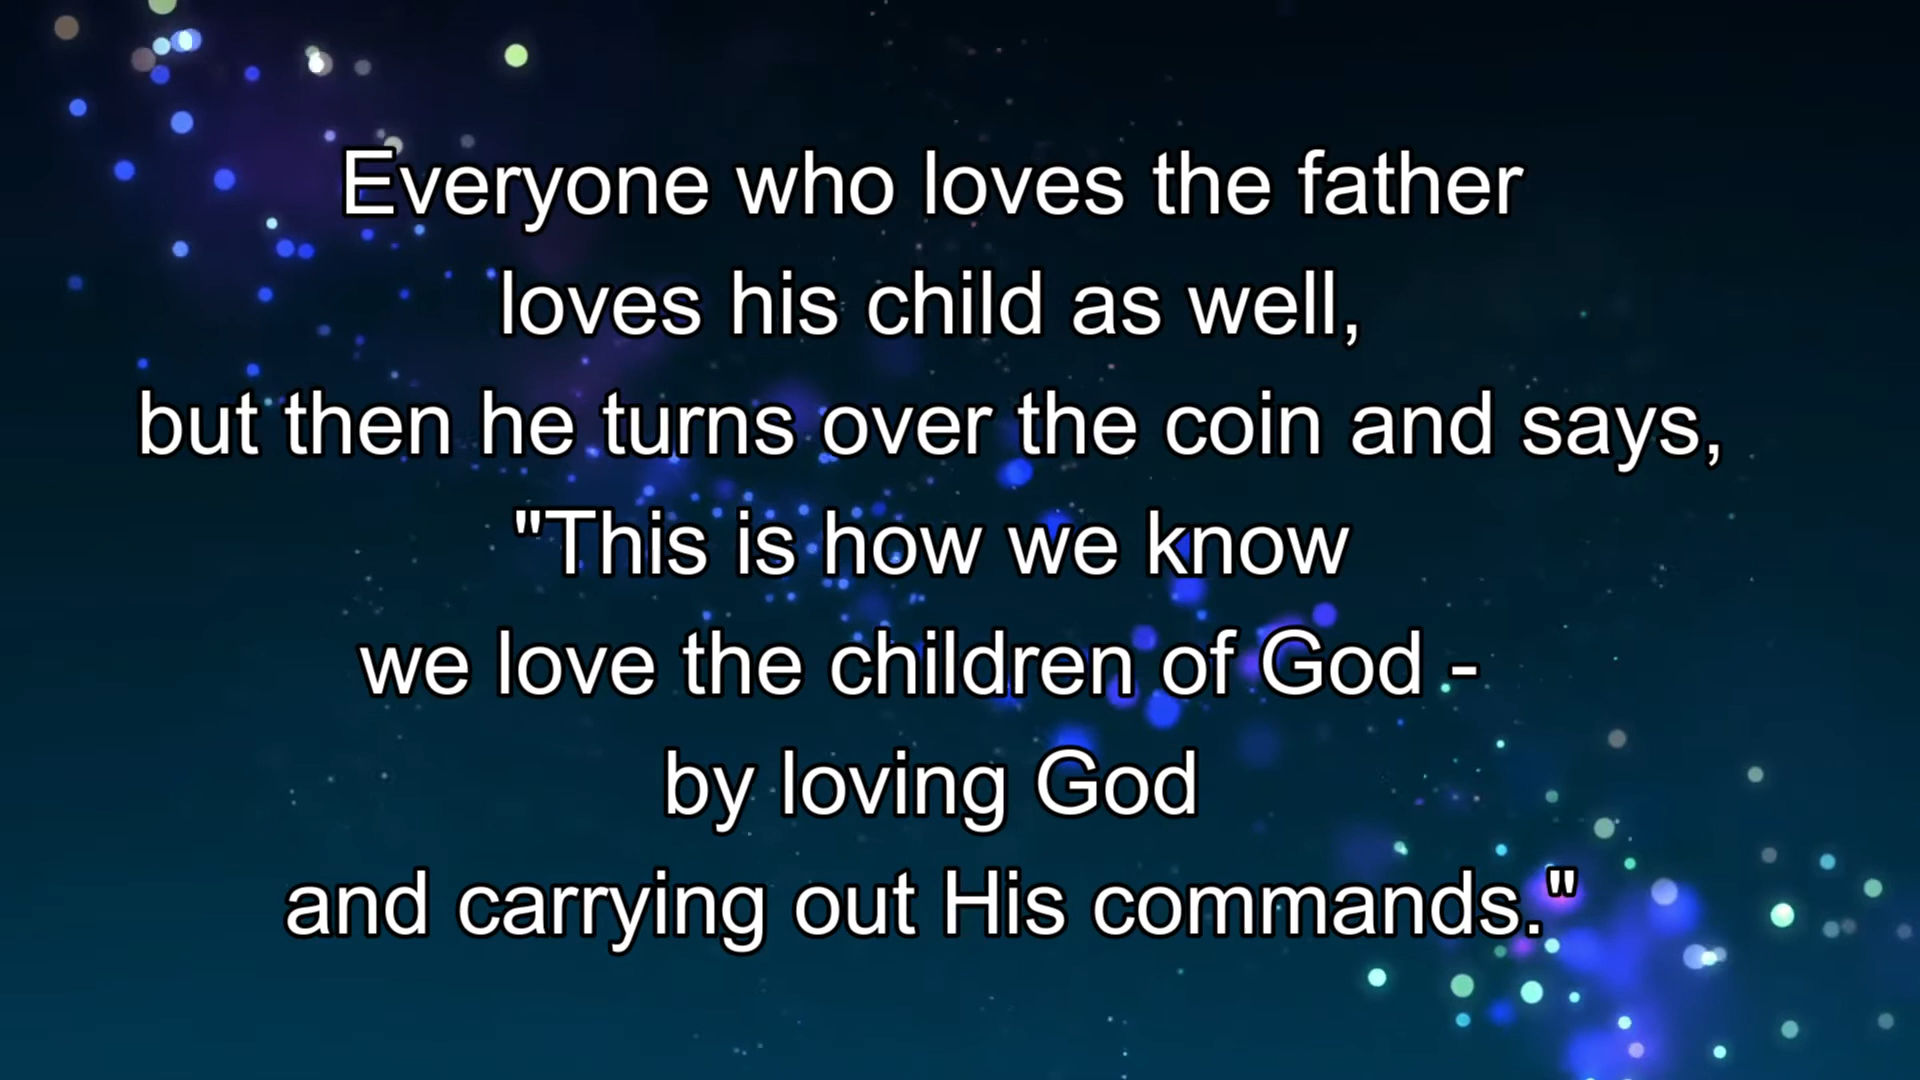 Everyone who loves the father
loves his child as well,
but then he turns over the coin and says,
"This is how we know
we love the children of God -
by loving God
and carrying out His commands."